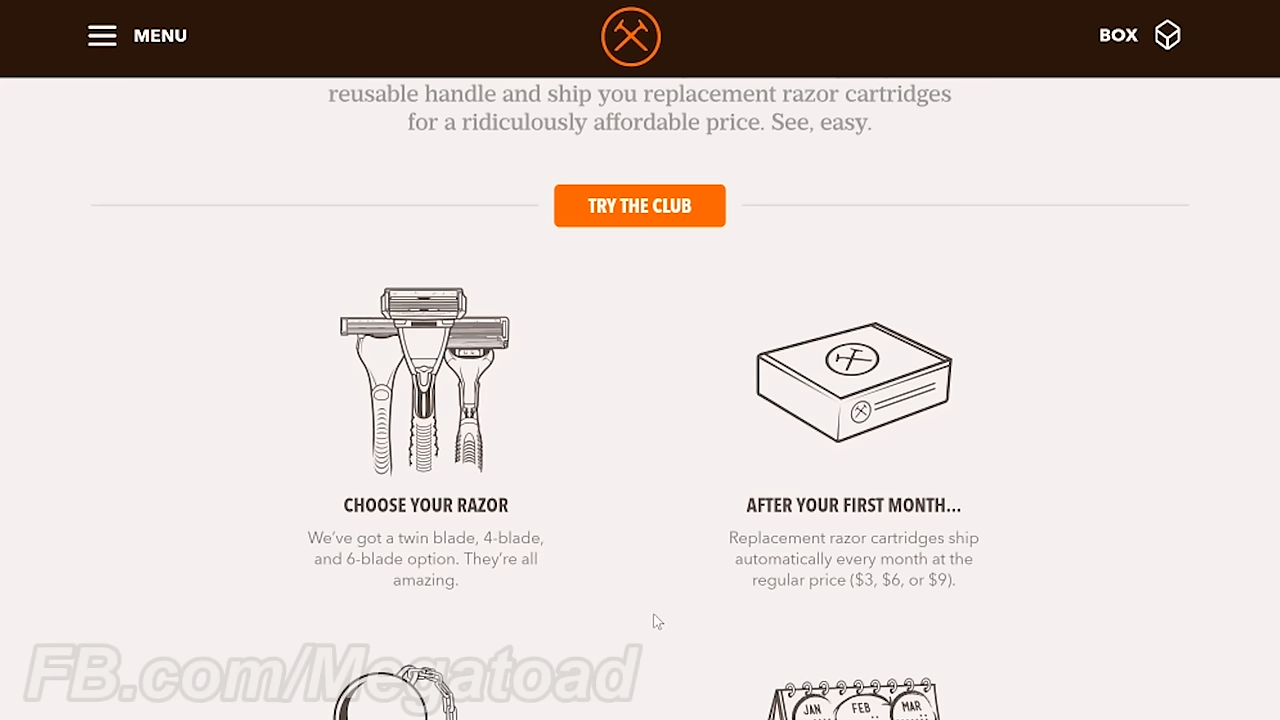 MENU
BOX
reusable handle and ship you replacement razor cartridges
for a ridiculously affordable price. See, easy.
TRY THE CLUB
CHOOSE YOUR RAZOR
We've got a twin blade, 4-blade,
and 6-blade option. They're all
amazing.
AFTER YOUR FIRST MONTH...
Replacement razor cartridges ship
automatically every month at the
regular price ($3, $6, or $9).
FB.com/Megatoad
JAN
FEB
MAR